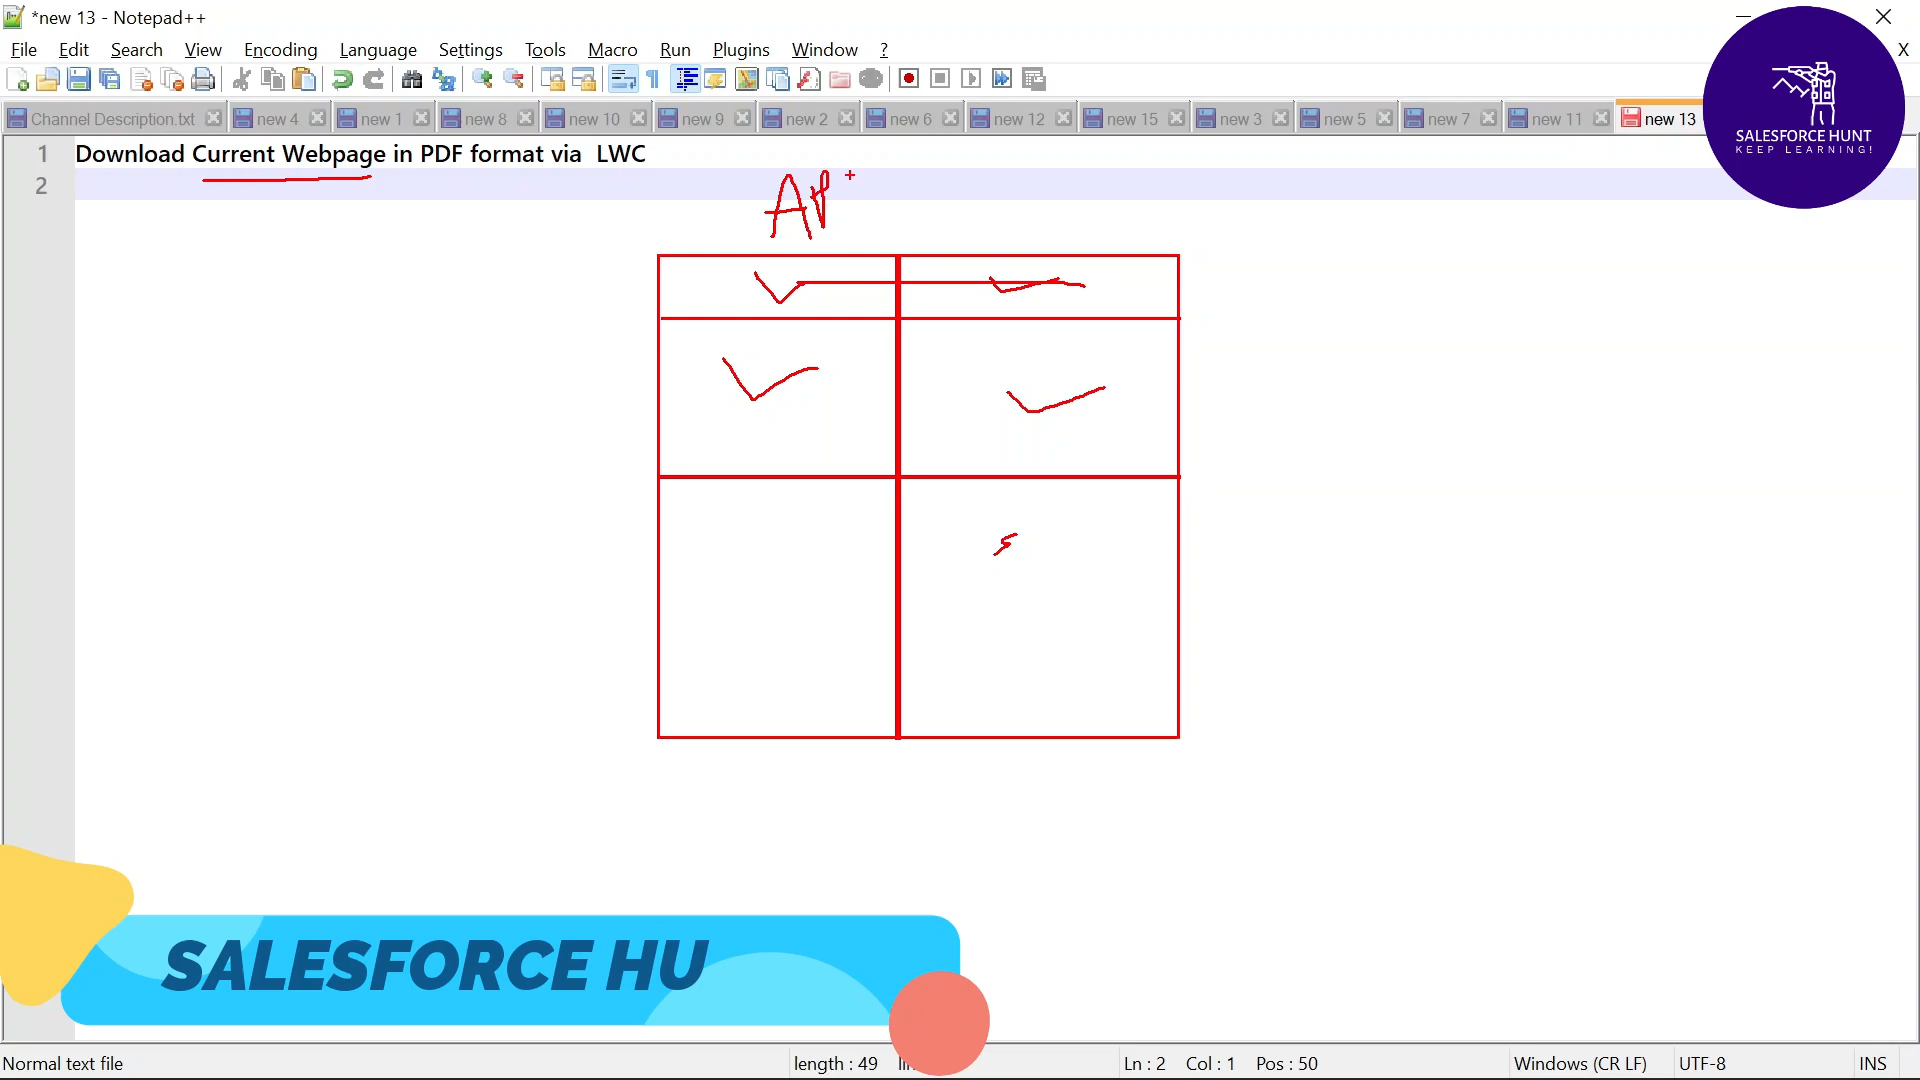 *new 13 - Notepad++
File Edit Search View Encoding Language Settings Tools Macro Run Plugins Window ? X
Channel Description.txt new 4 new 1 new 8 new 10 new 9 new 2 new 6 new 12 new 15 new 3 new 5 new 7 new 11 new 13
SALESFORCE HUNT
KEEP LEARNING!
1 Download Current Webpage in PDF format via LWC
2
AP
SALESFORCE HU
Normal text file length : 49 Ln : 2 Col : 1 Pos : 50 Windows (CR LF) UTF-8 INS